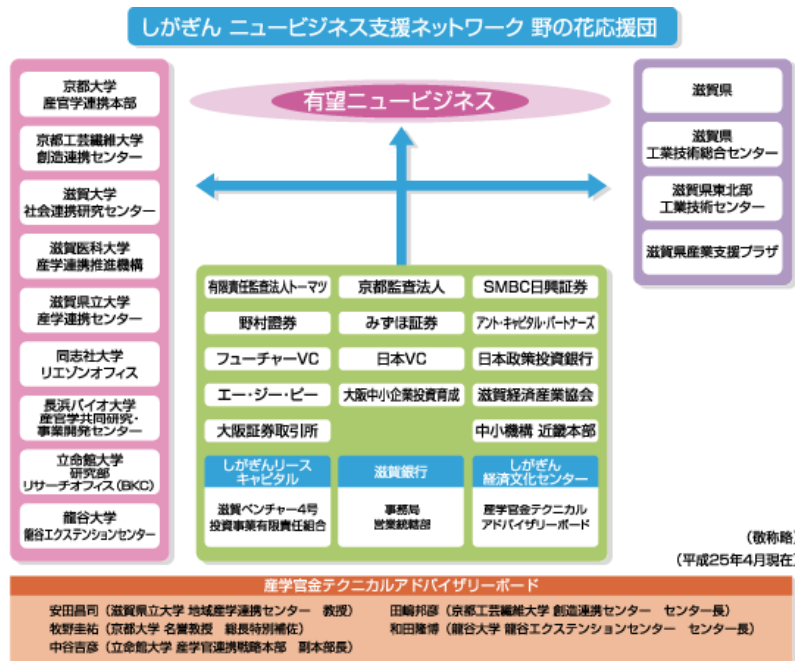 しがぎん ニュービジネス支援ネットワーク 野の花応援団
京都大学
産官学連携本部
京都工芸繊維大学
創造連携センター
滋賀大学
社会連携研究センター
滋賀医科大学
産学連携推進機構
滋賀県立大学
産学連携センター
同志社大学
リエゾンオフィス
長浜バイオ大学
産官学共同研究・
事業開発センター
立命館大学
研究部
リサーチオフィス(BKC)
龍谷大学
龍谷エクステンションセンター
有望ニュービジネス
滋賀県
滋賀県
工業技術総合センター
滋賀県東北部
工業技術センター
滋賀県産業支援プラザ
有限責任監査法人トーマツ 京都監査法人 SMBC日興証券
野村證券 みずほ証券 アント・キャピタル・パートナーズ
フューチャーVC 日本VC 日本政策投資銀行
エー・ジー・ピー 大阪中小企業投資育成 滋賀経済産業協会
大阪証券取引所 中小機構 近畿本部
しがぎんリース
キャピタル
滋賀ベンチャー4号
投資事業有限責任組合
滋賀銀行
事務局
営業統轄部
しがぎん
経済文化センター
産学官金テクニカル
アドバイザリーボード
(敬称略)
(平成25年4月現在)
産学官金テクニカルアドバイザリーボード
安田昌司(滋賀県立大学 地域産学連携センター 教授) 田嶋邦彦(京都工芸繊維大学 創造連携センター センター長)
牧野圭祐(京都大学 名誉教授 総長特別補佐) 和田隆博(龍谷大学 龍谷エクステンションセンター センター長)
中谷吉彦(立命館大学 産学官連携戦略本部 副本部長)